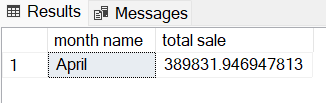 Results Messages
month name total sale
1 April 389831.946947813